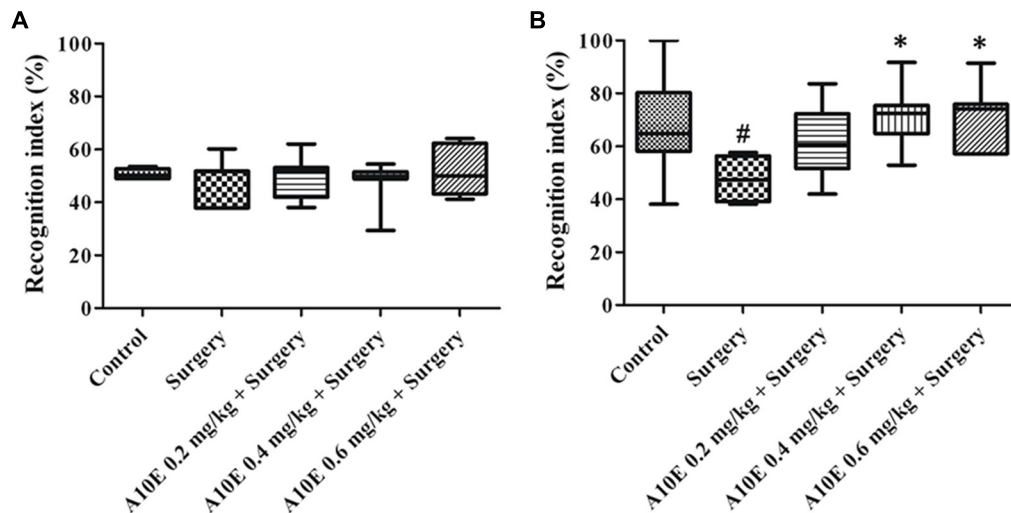 A
Recognition index (%)
100
80
60
40
20
0
Control
Surgery
A10E 0.2 mg/kg + Surgery
A10E 0.4 mg/kg + Surgery
A10E 0.6 mg/kg + Surgery
B
Recognition index (%)
100
80
60
40
20
0
#
*
*
Control
Surgery
A10E 0.2 mg/kg + Surgery
A10E 0.4 mg/kg + Surgery
A10E 0.6 mg/kg + Surgery